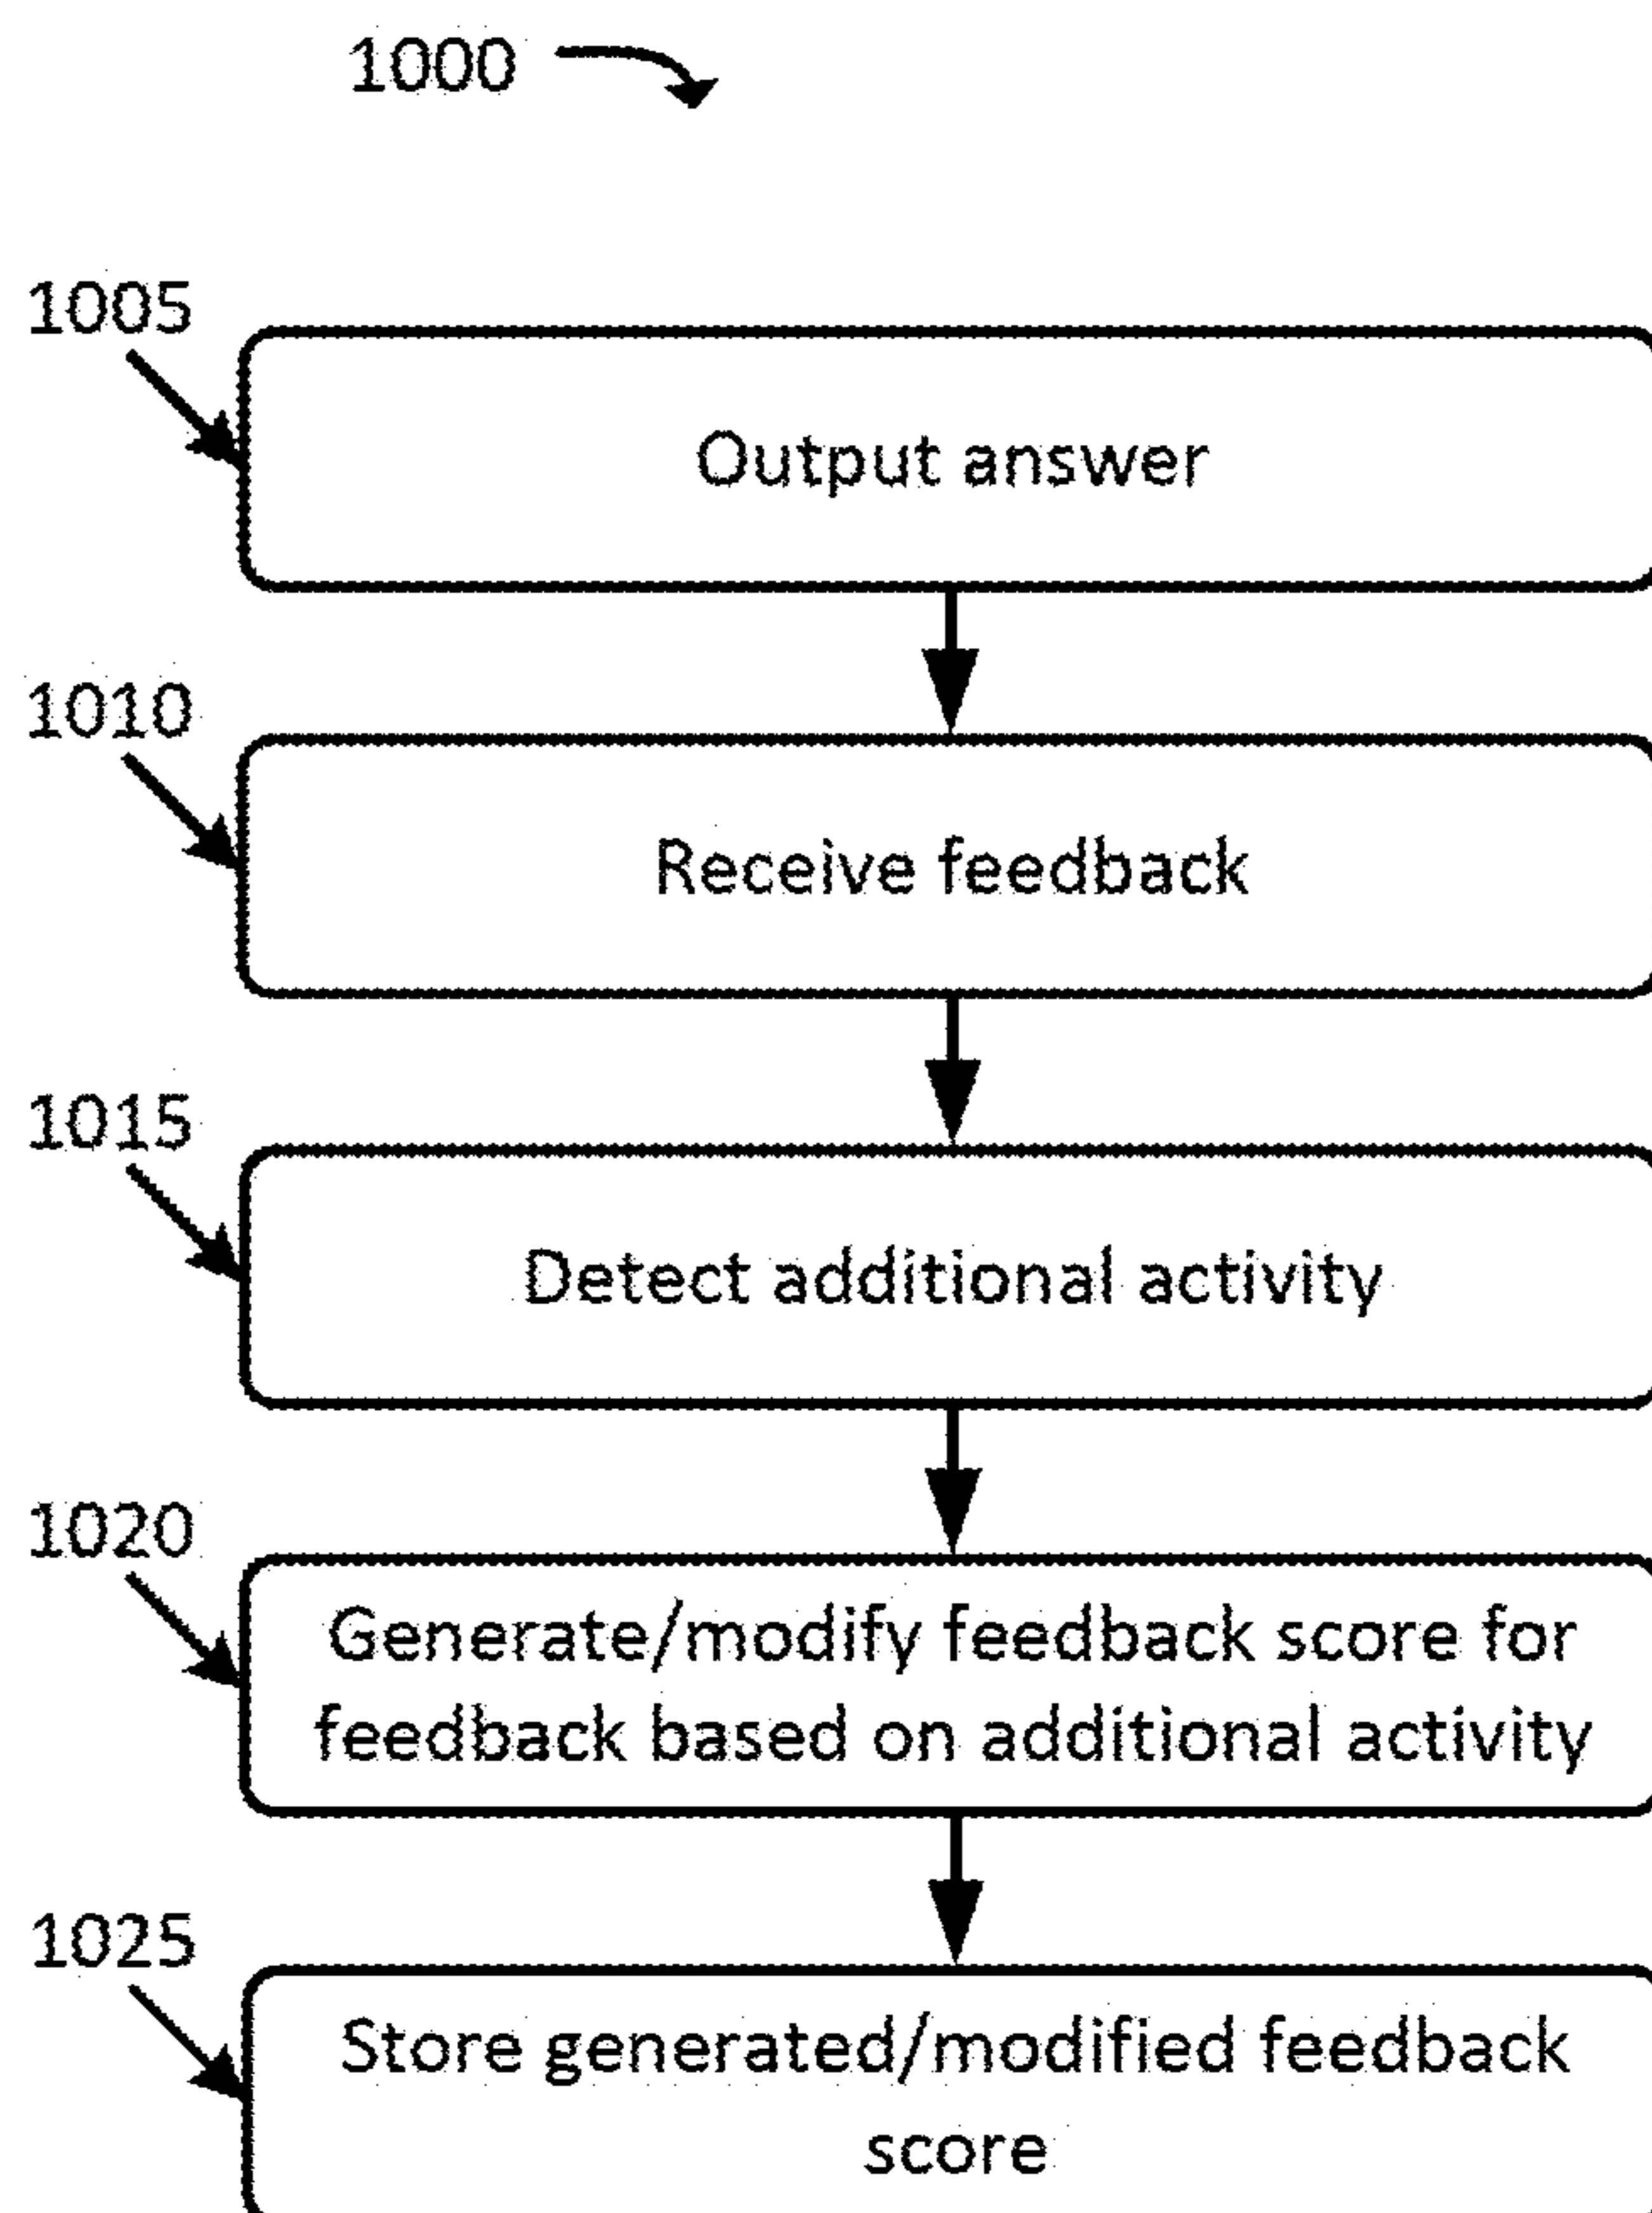 1000
1005
Output answer
1010
Receive feedback
1015
Detect additional activity
1020
Generate/modify feedback score for
feedback based on additional activity
1025
Store generated/modified feedback
score